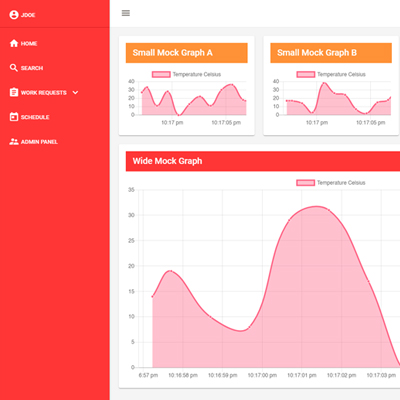 JDOE
HOME
SEARCH
WORK REQUESTS
SCHEDULE
ADMIN PANEL
Small Mock Graph A
Temperature Celsius
40
30
20
10
0
10:17 pm
10:17:05 pm
Small Mock Graph B
Temperature Celsius
40
30
20
10
0
10:17 pm
10:17:05 pm
Wide Mock Graph
Temperature Celsius
35
30
25
20
15
10
5
0
6:57 pm
10:16:58 pm
10:16:59 pm
10:17:00 pm
10:17:01 pm
10:17:02 pm
10:17:03 pm